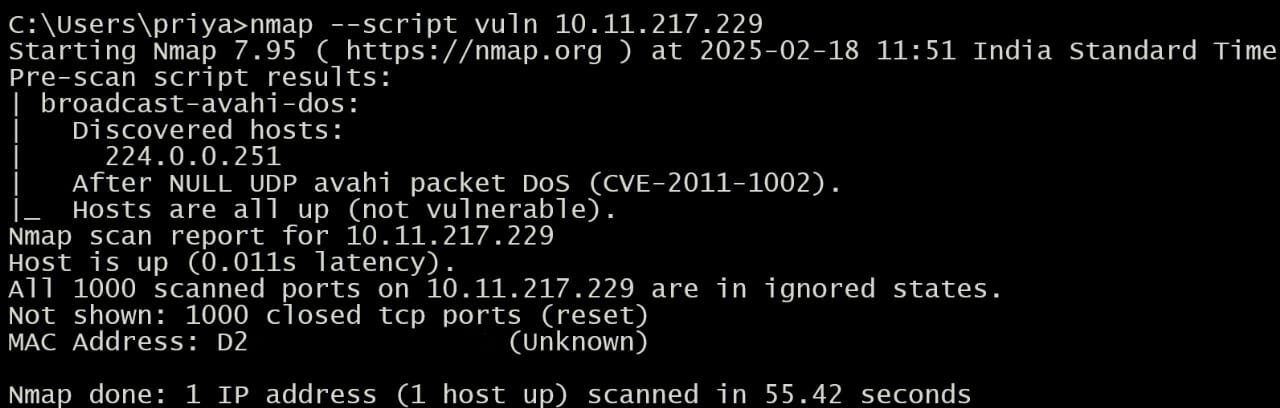 C:\Users\priya>nmap --script vuln 10.11.217.229
Starting Nmap 7.95 ( https://nmap.org ) at 2025-02-18 11:51 India Standard Time
Pre-scan script results:
| broadcast-avahi-dos:
|   Discovered hosts:
|     224.0.0.251
|   After NULL UDP avahi packet DoS (CVE-2011-1002).
|_  Hosts are all up (not vulnerable).
Nmap scan report for 10.11.217.229
Host is up (0.011s latency).
All 1000 scanned ports on 10.11.217.229 are in ignored states.
Not shown: 1000 closed tcp ports (reset)
MAC Address: D2                (Unknown)
Nmap done: 1 IP address (1 host up) scanned in 55.42 seconds